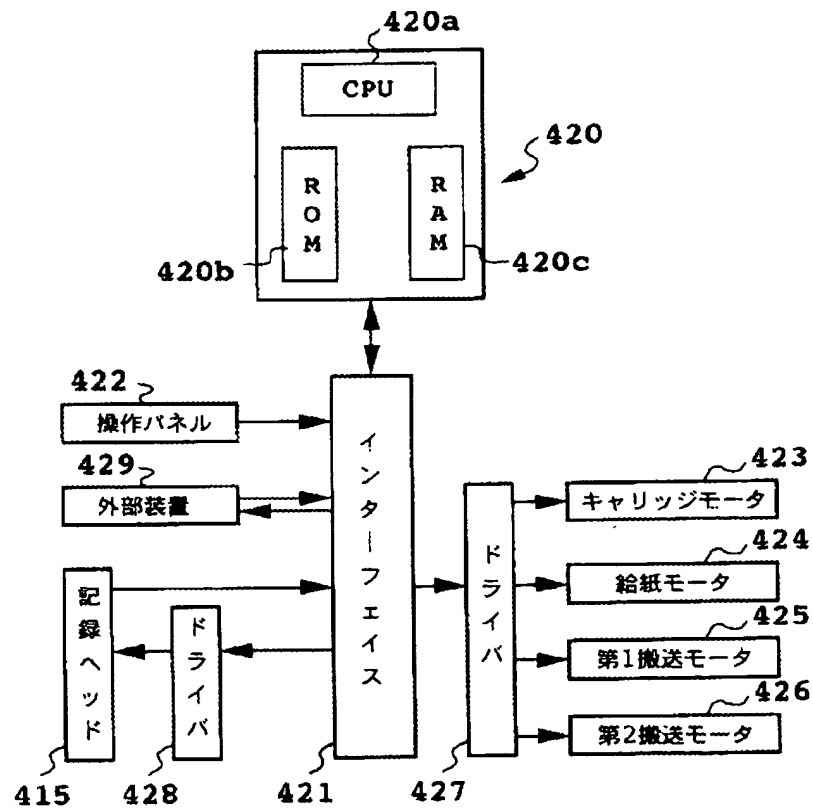 420a
CPU
420
ROM
RAM
420b
420c
422
操作パネル
429
外部装置
インターフェイス
423
キャリッジモータ
ドライバ
424
給紙モータ
記録ヘッド
ドライバ
425
第1搬送モータ
426
第2搬送モータ
415
428
421
427